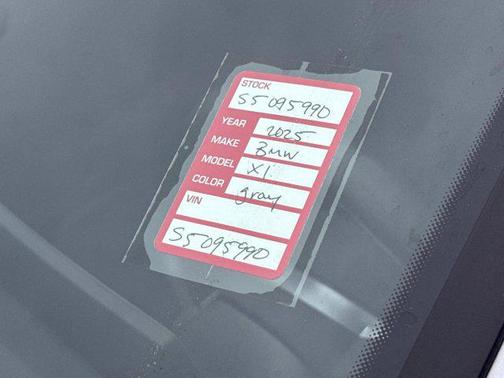 STOCK
S5095990
YEAR 2025
MAKE BMW
MODEL X1
COLOR gray
VIN
S5095990